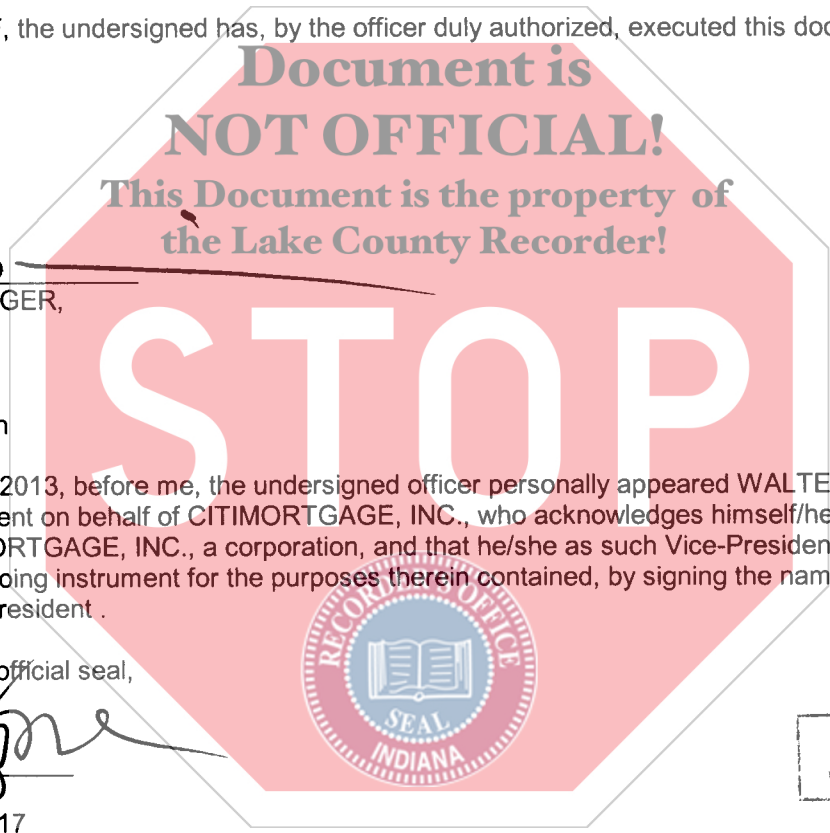 , the undersigned has, by the officer duly authorized, executed this doc
Document is
NOT OFFICIAL!
This Document is the property of
the Lake County Recorder!
GER,
STOP
2013, before me, the undersigned officer personally appeared WALTE
ent on behalf of CITIMORTGAGE, INC., who acknowledges himself/he
ORTGAGE, INC., a corporation, and that he/she as such Vice-Presiden
oing instrument for the purposes therein contained, by signing the nam
resident .
RECORDER'S OFFICE
SEAL
INDIANA
official seal,
17